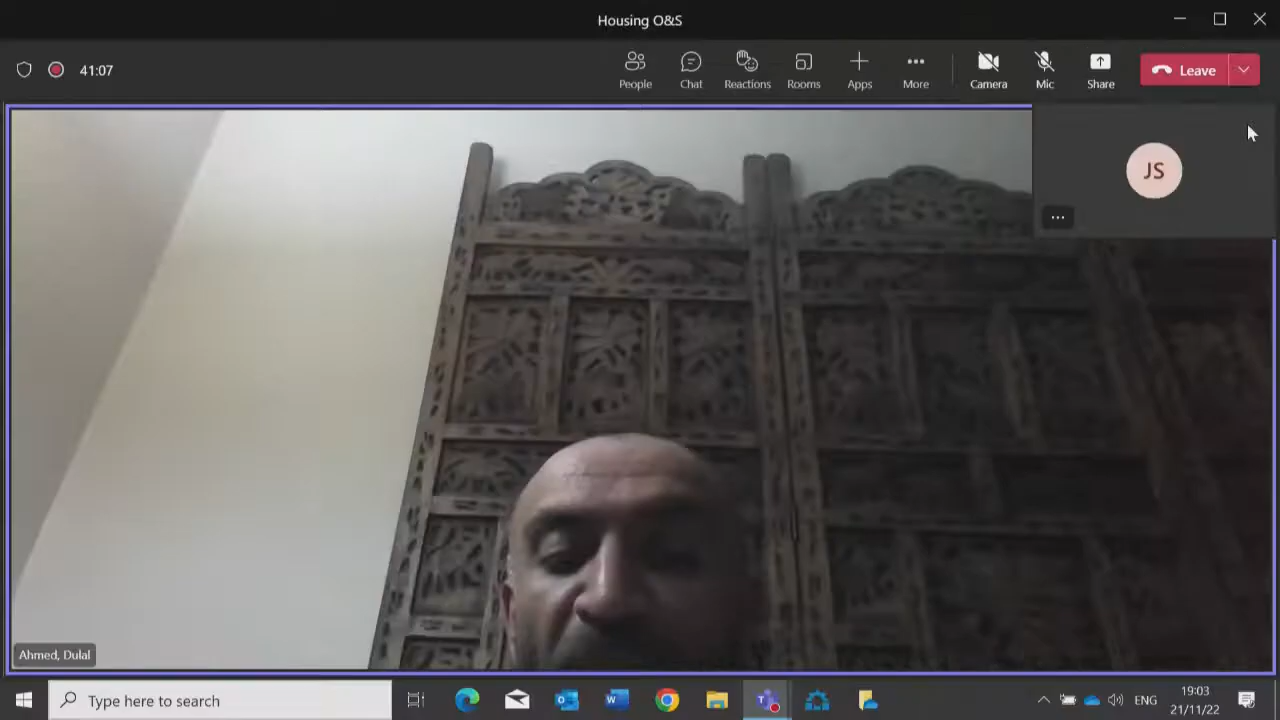 Housing O&S
41:07
People
Chat
Reactions
Rooms
Apps
More
Camera
Mic
Share
Leave
JS
Ahmed, Dulal
Type here to search
ENG
19:03
21/11/22